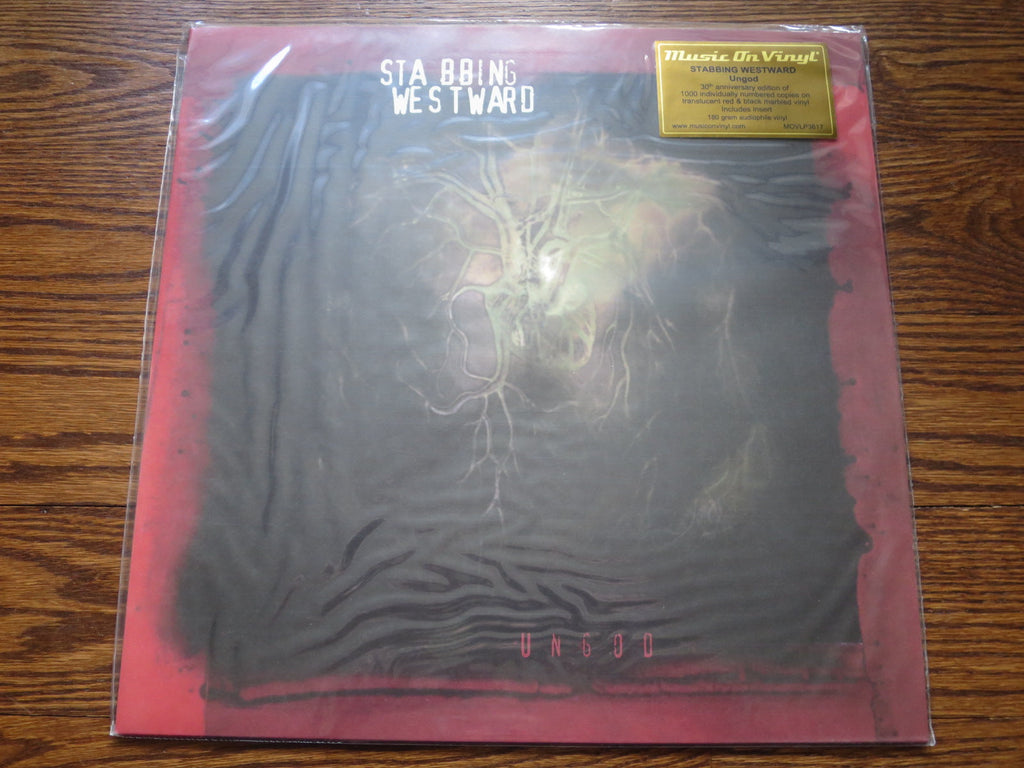 STABBING
WESTWARD
Music On Vinyl
STABBING WESTWARD
Ungod
30th anniversary edition of
1000 individually numbered copies on
translucent red & black marbled vinyl
Includes insert
180 gram audiophile vinyl
www.musiconvinyl.com MOVLP3617
UNGOD